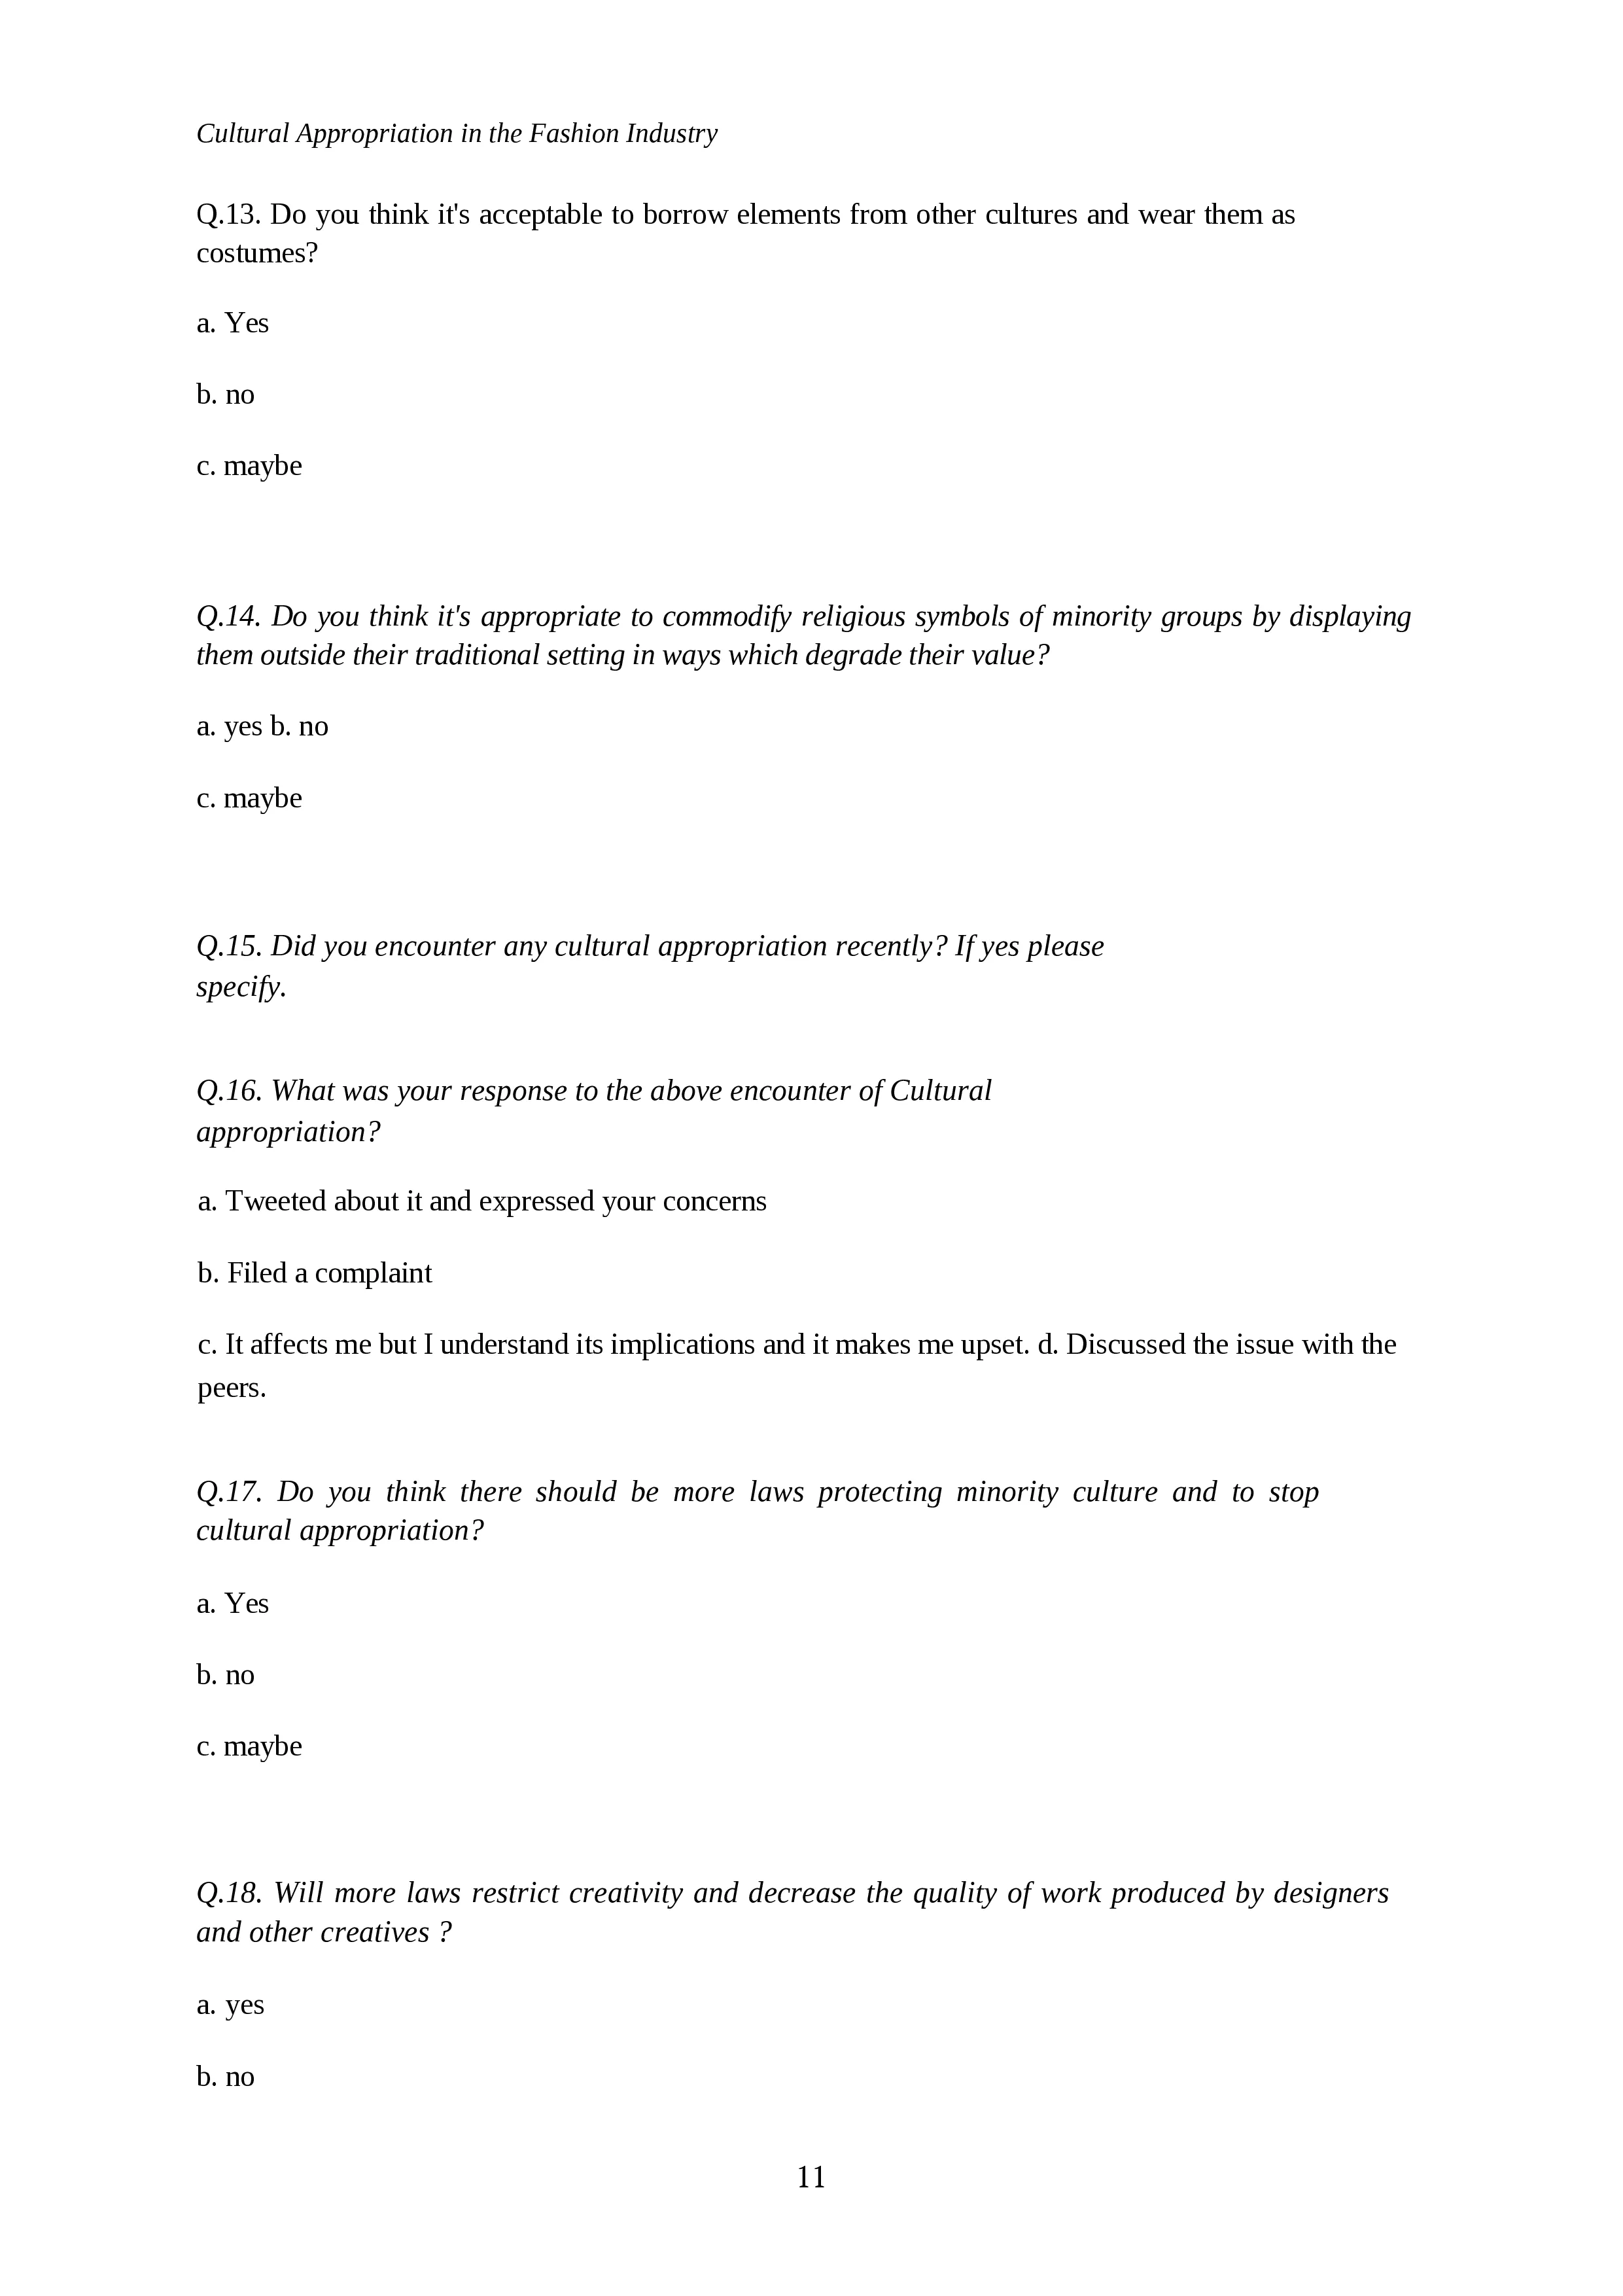 Cultural Appropriation in the Fashion Industry
Q.13. Do you think it's acceptable to borrow elements from other cultures and wear them as
costumes?
a. Yes
b. no
c. maybe
Q.14. Do you think it's appropriate to commodify religious symbols of minority groups by displaying
them outside their traditional setting in ways which degrade their value?
a. yes b. no
c. maybe
Q.15. Did you encounter any cultural appropriation recently? If yes please
specify.
Q.16. What was your response to the above encounter of Cultural
appropriation?
a. Tweeted about it and expressed your concerns
b. Filed a complaint
c. It affects me but I understand its implications and it makes me upset. d. Discussed the issue with the
peers.
Q.17. Do you think there should be more laws protecting minority culture and to stop
cultural appropriation?
a. Yes
b. no
c. maybe
Q.18. Will more laws restrict creativity and decrease the quality of work produced by designers
and other creatives ?
a. yes
b. no
11